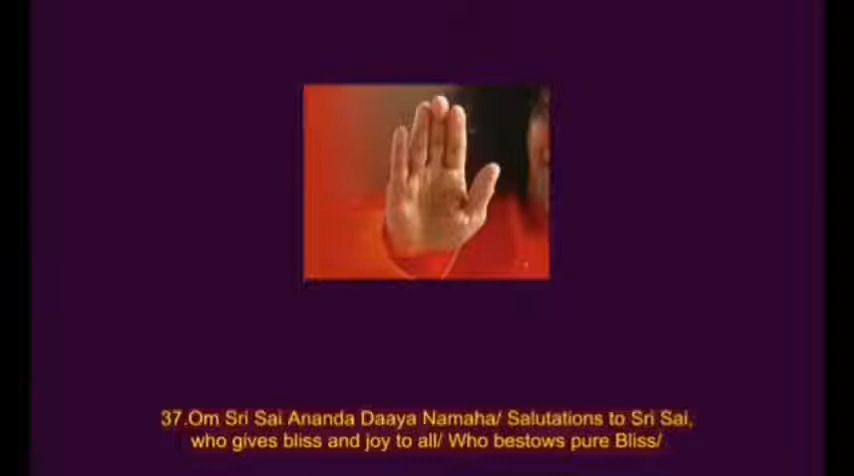 37.Om Sri Sai Ananda Daaya Namaha/ Salutations to Sri Sai,
who gives bliss and joy to all/ Who bestows pure Bliss/